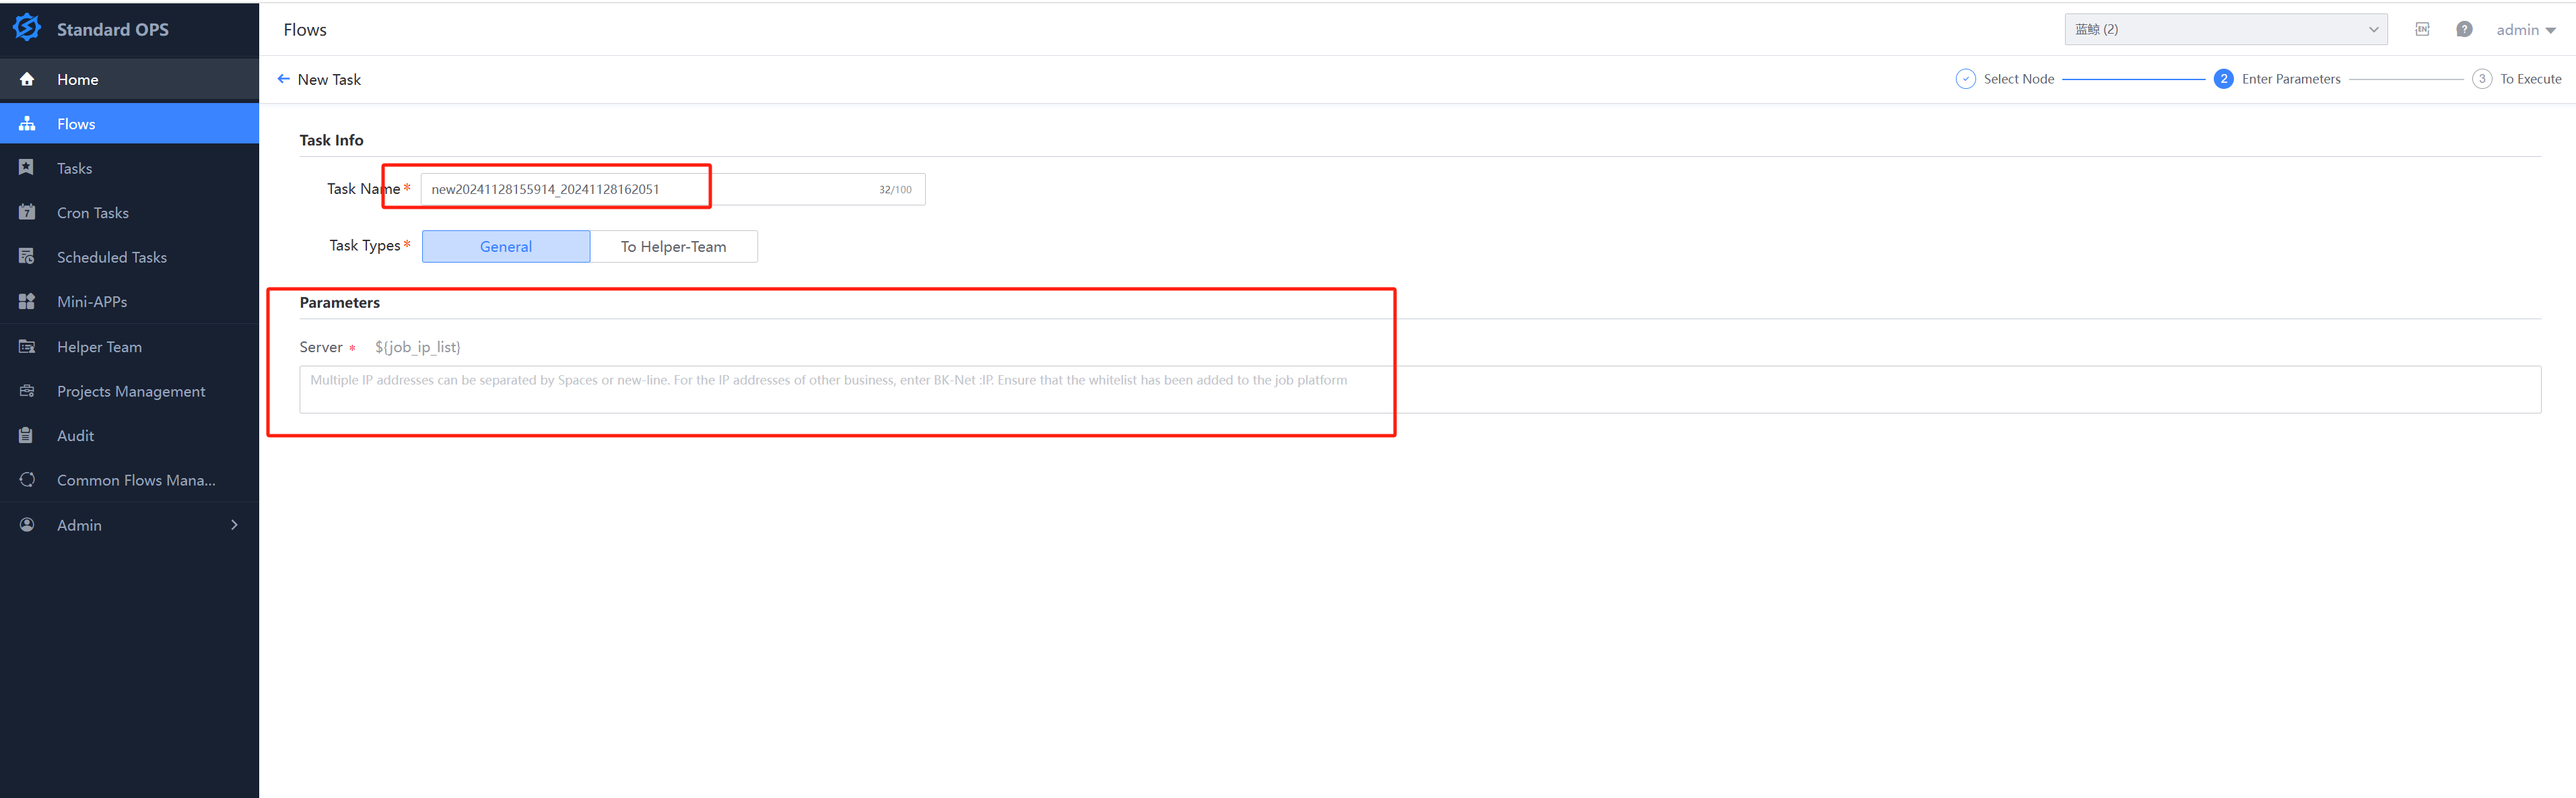 Standard OPS
Flows
蓝鲸 (2)
EN
?
admin
Home
New Task
Select Node
2
Enter Parameters
3
To Execute
Flows
Tasks
7
Cron Tasks
Scheduled Tasks
Mini-APPs
Helper Team
Projects Management
Audit
Common Flows Mana...
Admin
Task Info
Task Name*
new20241128155914_20241128162051
32/100
Task Types*
General
To Helper-Team
Parameters
Server * ${job_ip_list}
Multiple IP addresses can be separated by Spaces or new-line. For the IP addresses of other business, enter BK-Net :IP. Ensure that the whitelist has been added to the job platform